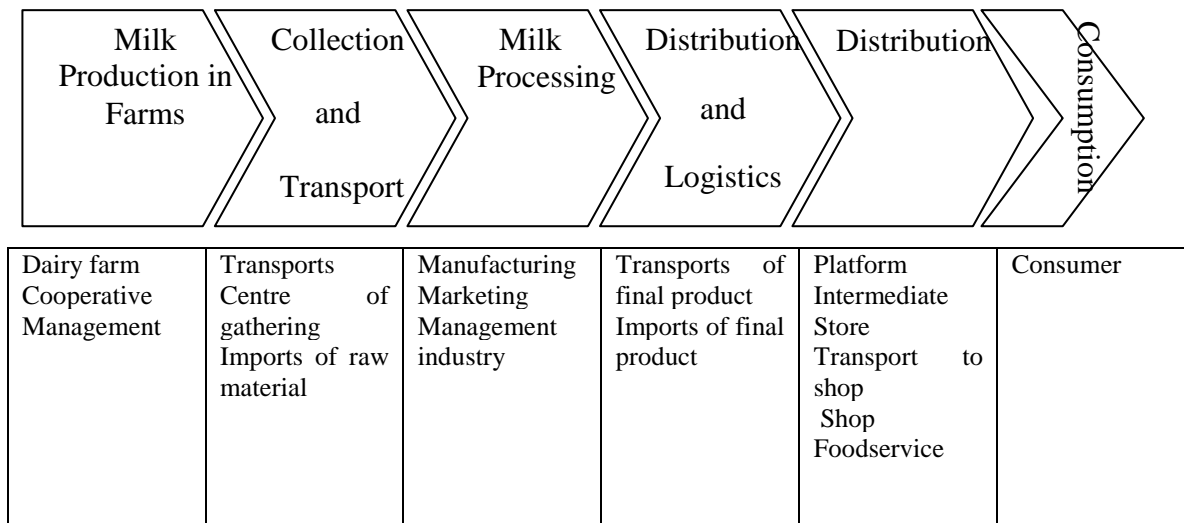 Milk
Production in
Farms
Collection
and
Transport
Milk
Processing
Distribution
and
Logistics
Distribution
Consumption
Dairy farm
Cooperative
Management
Transports
Centre of
gathering
Imports of raw
material
Manufacturing
Marketing
Management
industry
Transports of
final product
Imports of final
product
Platform
Intermediate
Store
Transport to
shop
Shop
Foodservice
Consumer